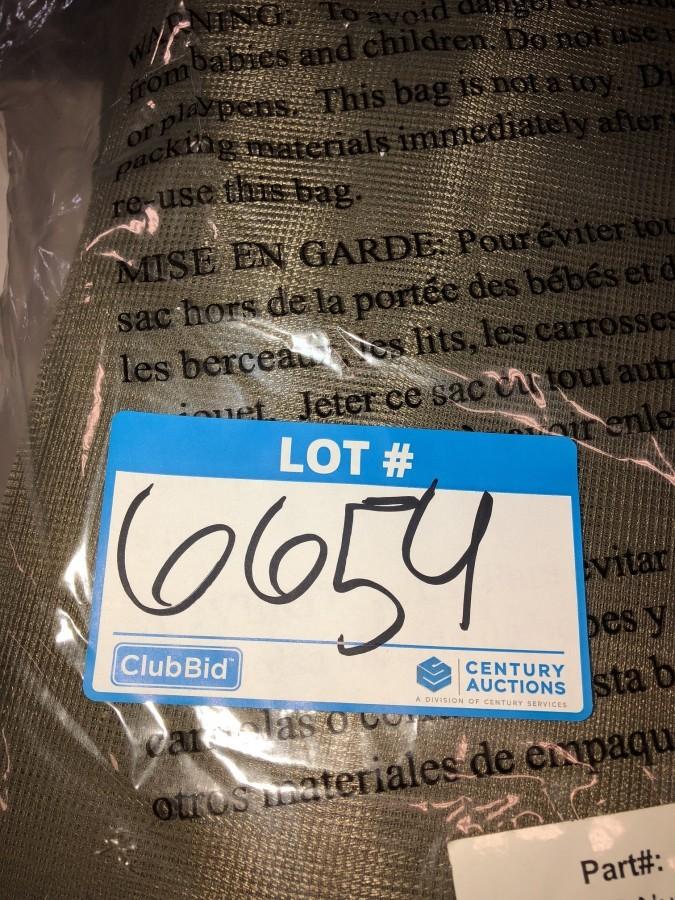 WARNING: To avoid danger of
from babies and children. Do not use
or playpens. This bag is not a toy.
packing materials immediately after
re-use this bag.
MISE EN GARDE: Pour éviter
sac hors de la portée des bébés et
les berceaux, les lits, les carrosses
jouet. Jeter ce sac ou tout
LOT #
6654
ClubBid™
CENTURY
AUCTIONS
A DIVISION OF CENTURY SERVICES
evitar
y
otros materiales de
Part#: